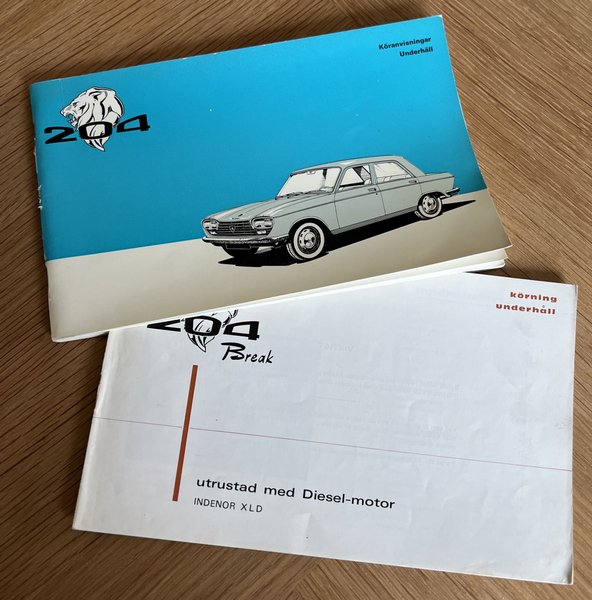 Köranvisningar
Underhåll
204
körning
underhåll
204
Break
utrustad med Diesel-motor
INDENOR XLD